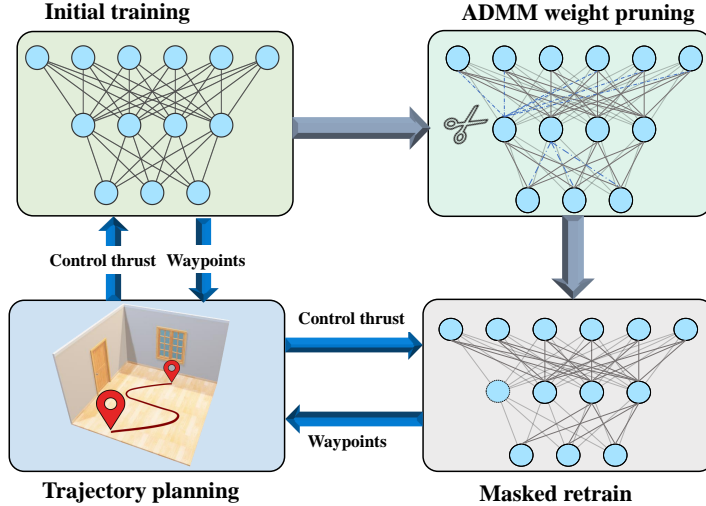 Initial training
ADMM weight pruning
Control thrust
Waypoints
Control thrust
Waypoints
Trajectory planning
Masked retrain